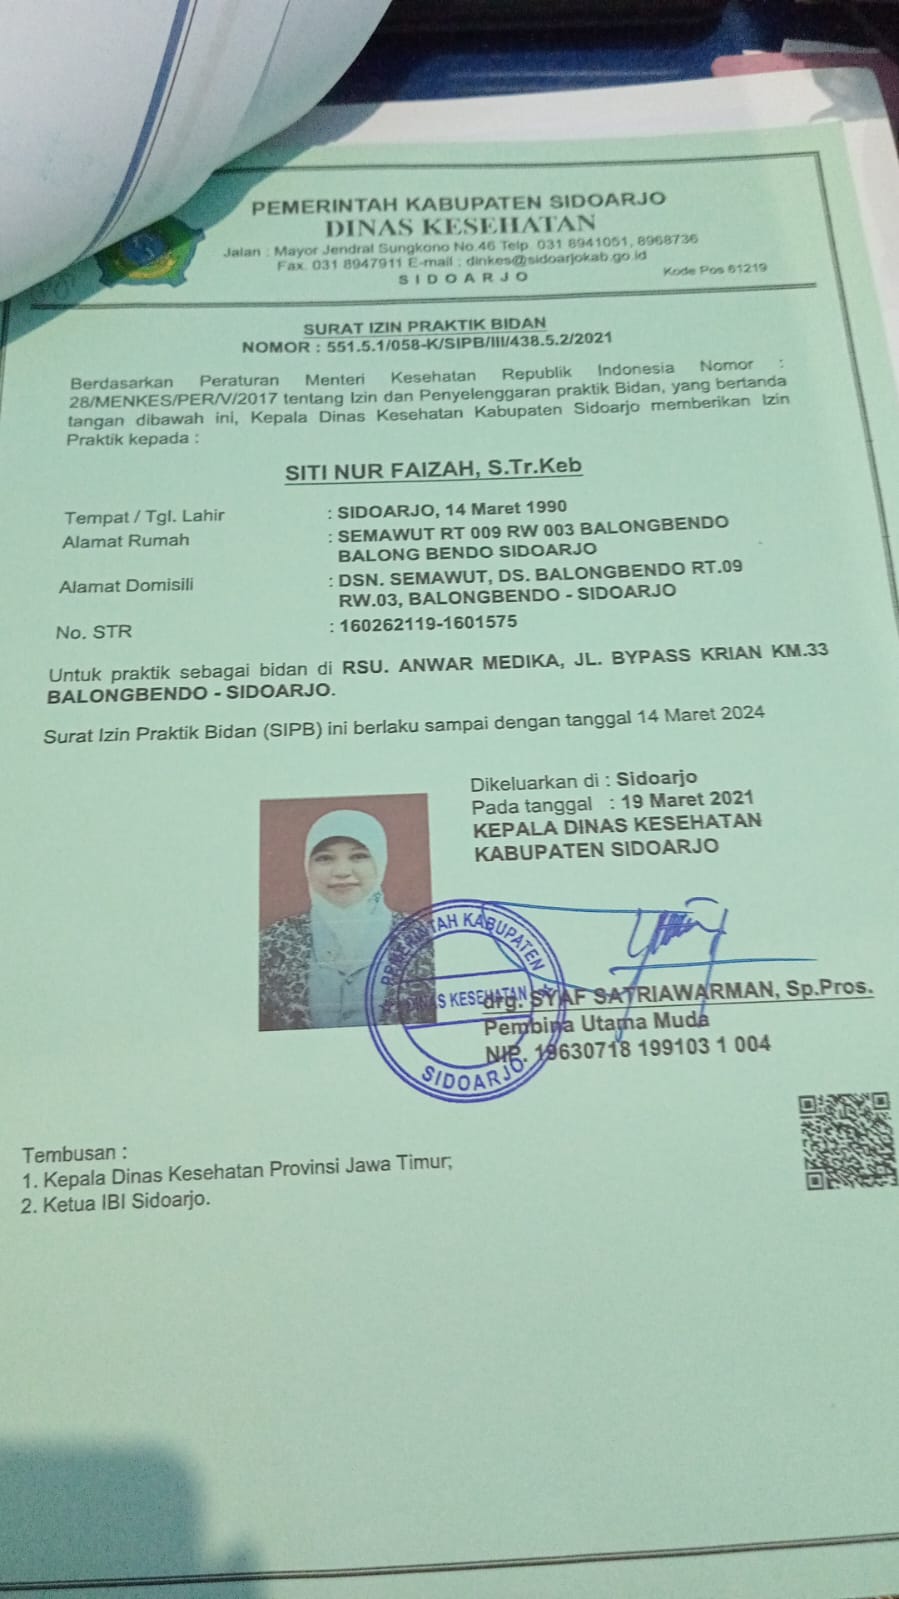 PEMERINTAH KABUPATEN SIDOARJO
DINAS KESEHATAN
Jalan : Mayor Jendral Sungkono No.46 Telp. 031 8941051, 8968736
Fax. 031 8947911 E-mail : dinkes@sidoarjokab.go.id
SIDOARJO
Kode Pos 61219
SURAT IZIN PRAKTIK BIDAN
NOMOR : 551.5.1/058-K/SIPB/III/438.5.2/2021
Berdasarkan Peraturan Menteri Kesehatan Republik Indonesia Nomor :
28/MENKES/PER/V/2017 tentang Izin dan Penyelenggaran praktik Bidan, yang bertanda
tangan dibawah ini, Kepala Dinas Kesehatan Kabupaten Sidoarjo memberikan Izin
Praktik kepada :
SITI NUR FAIZAH, S.Tr.Keb
Tempat / Tgl. Lahir : SIDOARJO, 14 Maret 1990
Alamat Rumah : SEMAWUT RT 009 RW 003 BALONGBENDO
BALONG BENDO SIDOARJO
Alamat Domisili : DSN. SEMAWUT, DS. BALONGBENDO RT.09
RW.03, BALONGBENDO - SIDOARJO
No. STR : 160262119-1601575
Untuk praktik sebagai bidan di RSU. ANWAR MEDIKA, JL. BYPASS KRIAN KM.33
BALONGBENDO - SIDOARJO.
Surat Izin Praktik Bidan (SIPB) ini berlaku sampai dengan tanggal 14 Maret 2024
Dikeluarkan di : Sidoarjo
Pada tanggal : 19 Maret 2021
KEPALA DINAS KESEHATAN
KABUPATEN SIDOARJO
PEMERINTAH KABUPATEN
DINAS KESEHATAN
SIDOARJO
drg. SYAF SATRIAWARMAN, Sp.Pros.
Pembina Utama Muda
NIP. 19630718 199103 1 004
Tembusan :
1. Kepala Dinas Kesehatan Provinsi Jawa Timur;
2. Ketua IBI Sidoarjo.